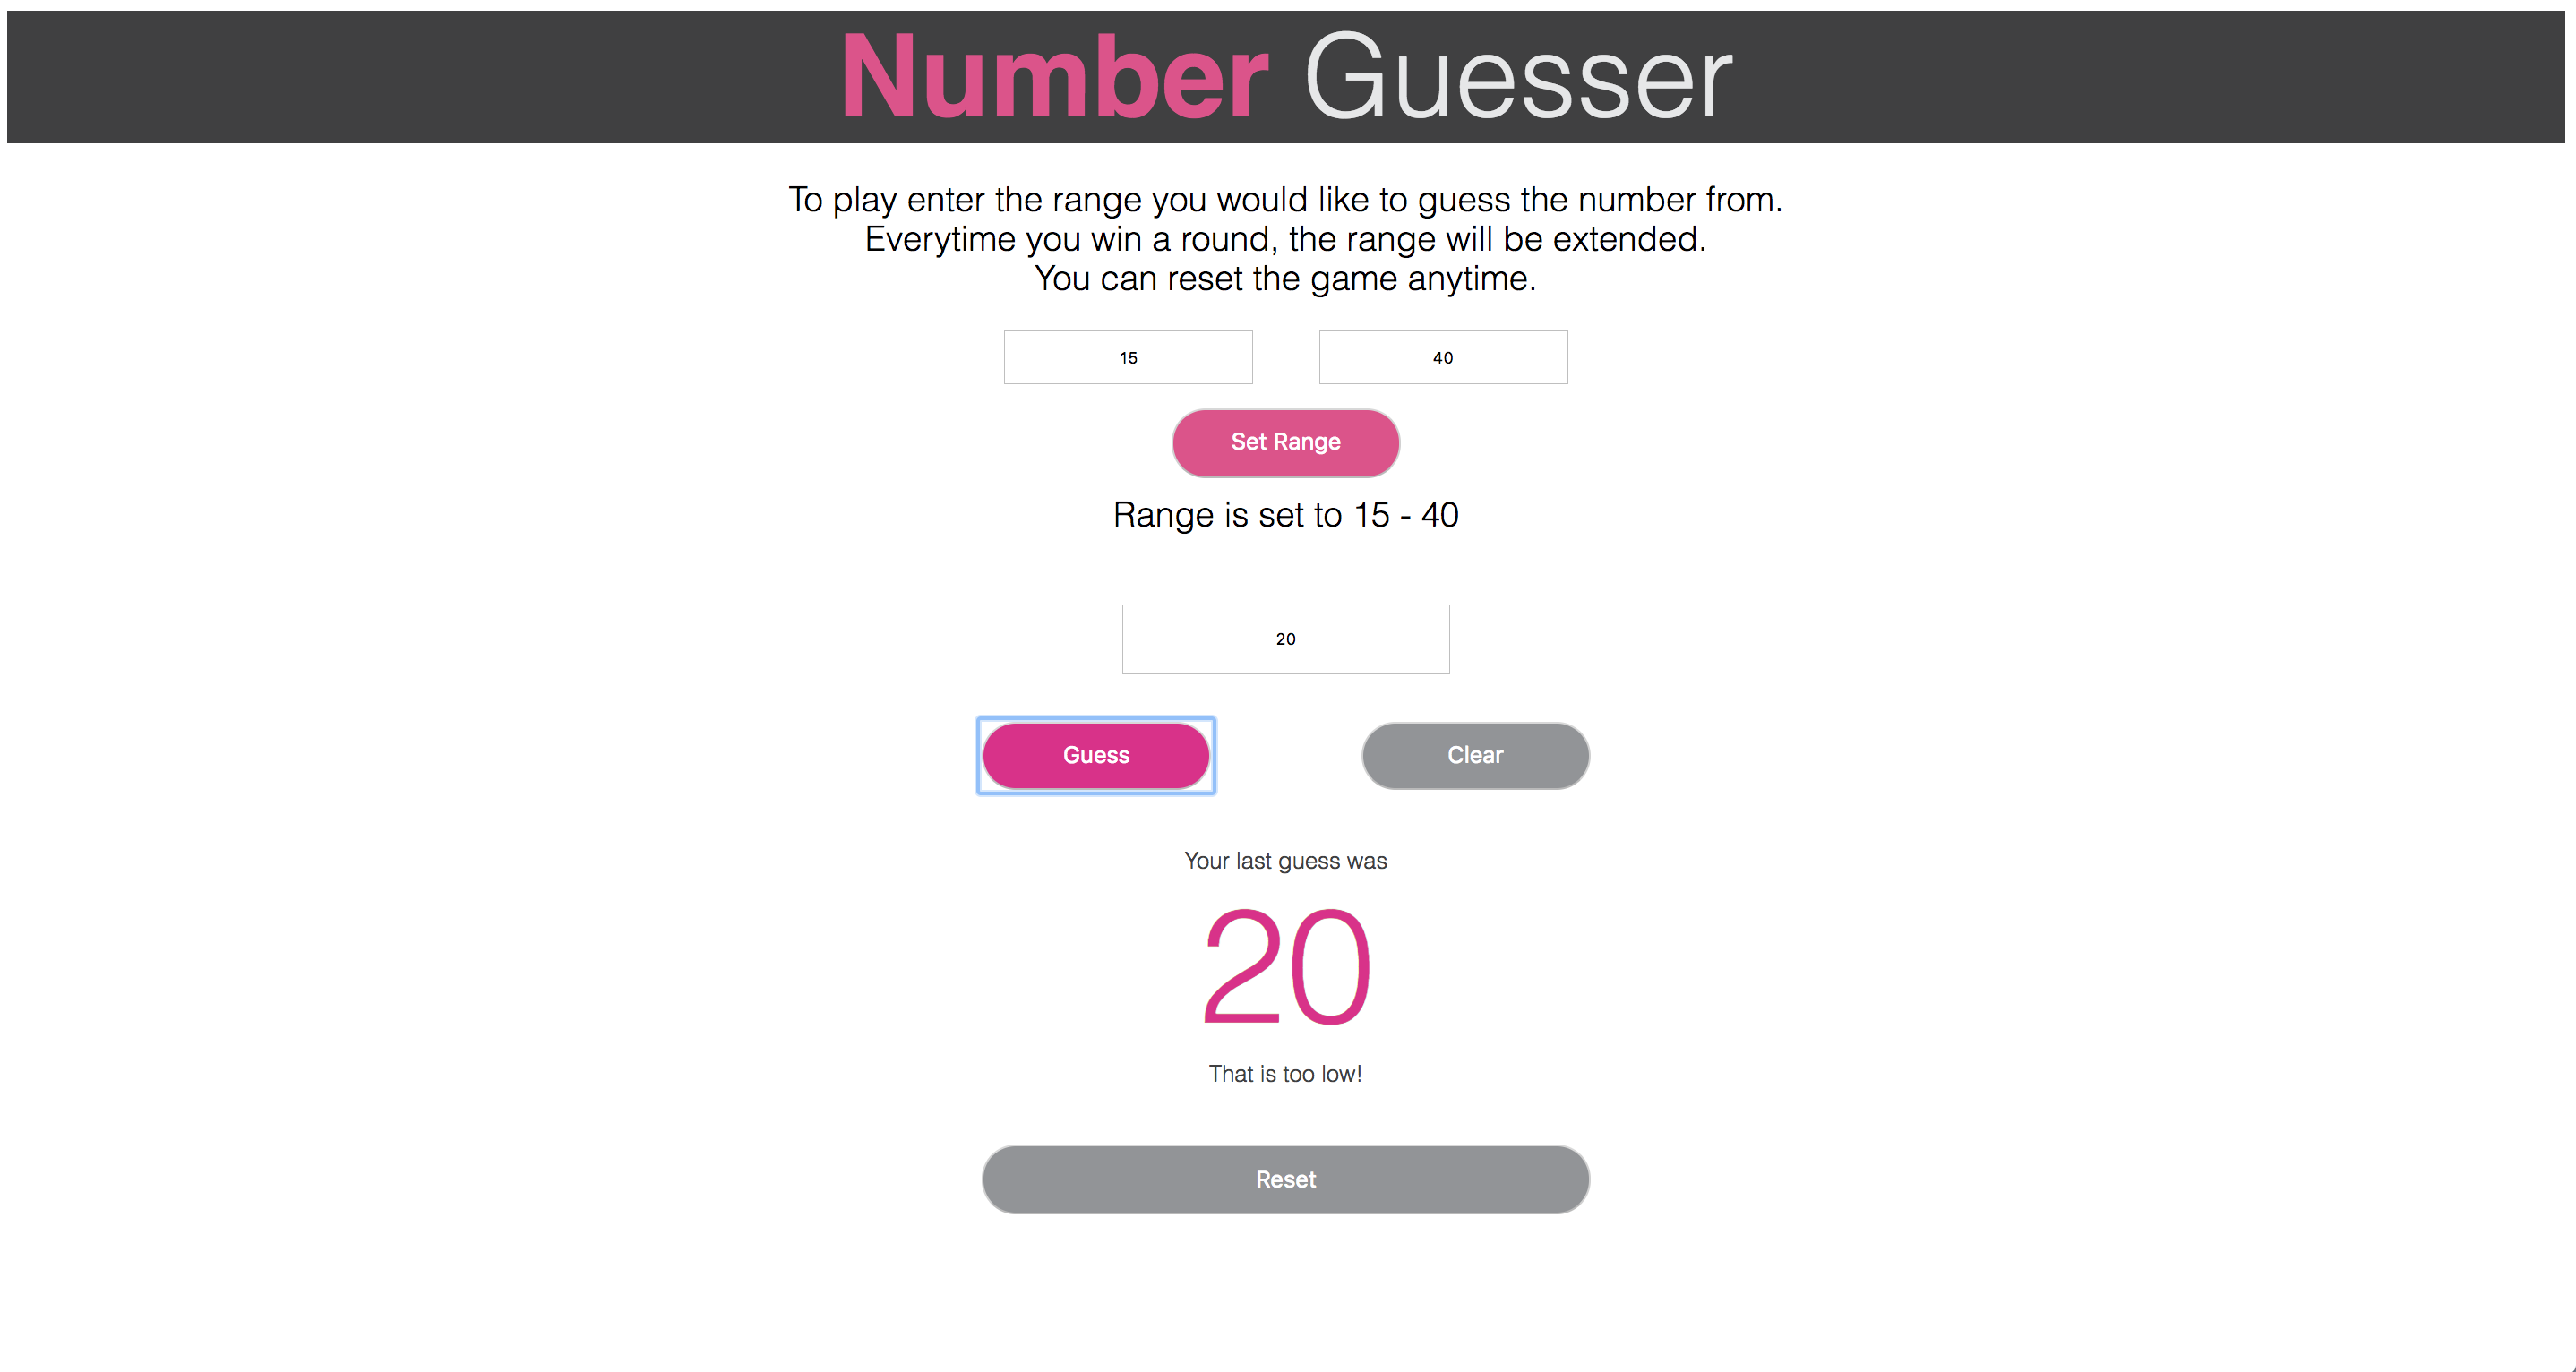 Number Guesser
To play enter the range you would like to guess the number from.
Everytime you win a round, the range will be extended.
You can reset the game anytime.
15 40
Set Range
Range is set to 15 - 40
20
Guess Clear
Your last guess was
20
That is too low!
Reset